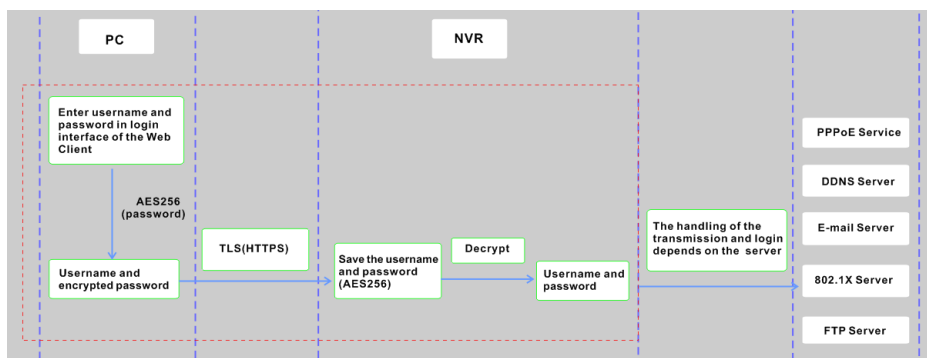 PC
NVR
Enter username and
password in login
interface of the Web
Client
AES256
(password)
Username and
encrypted password
TLS(HTTPS)
Save the username
and password
(AES256)
Decrypt
Username and
password
The handling of the
transmission and login
depends on the server
PPPoE Service
DDNS Server
E-mail Server
802.1X Server
FTP Server